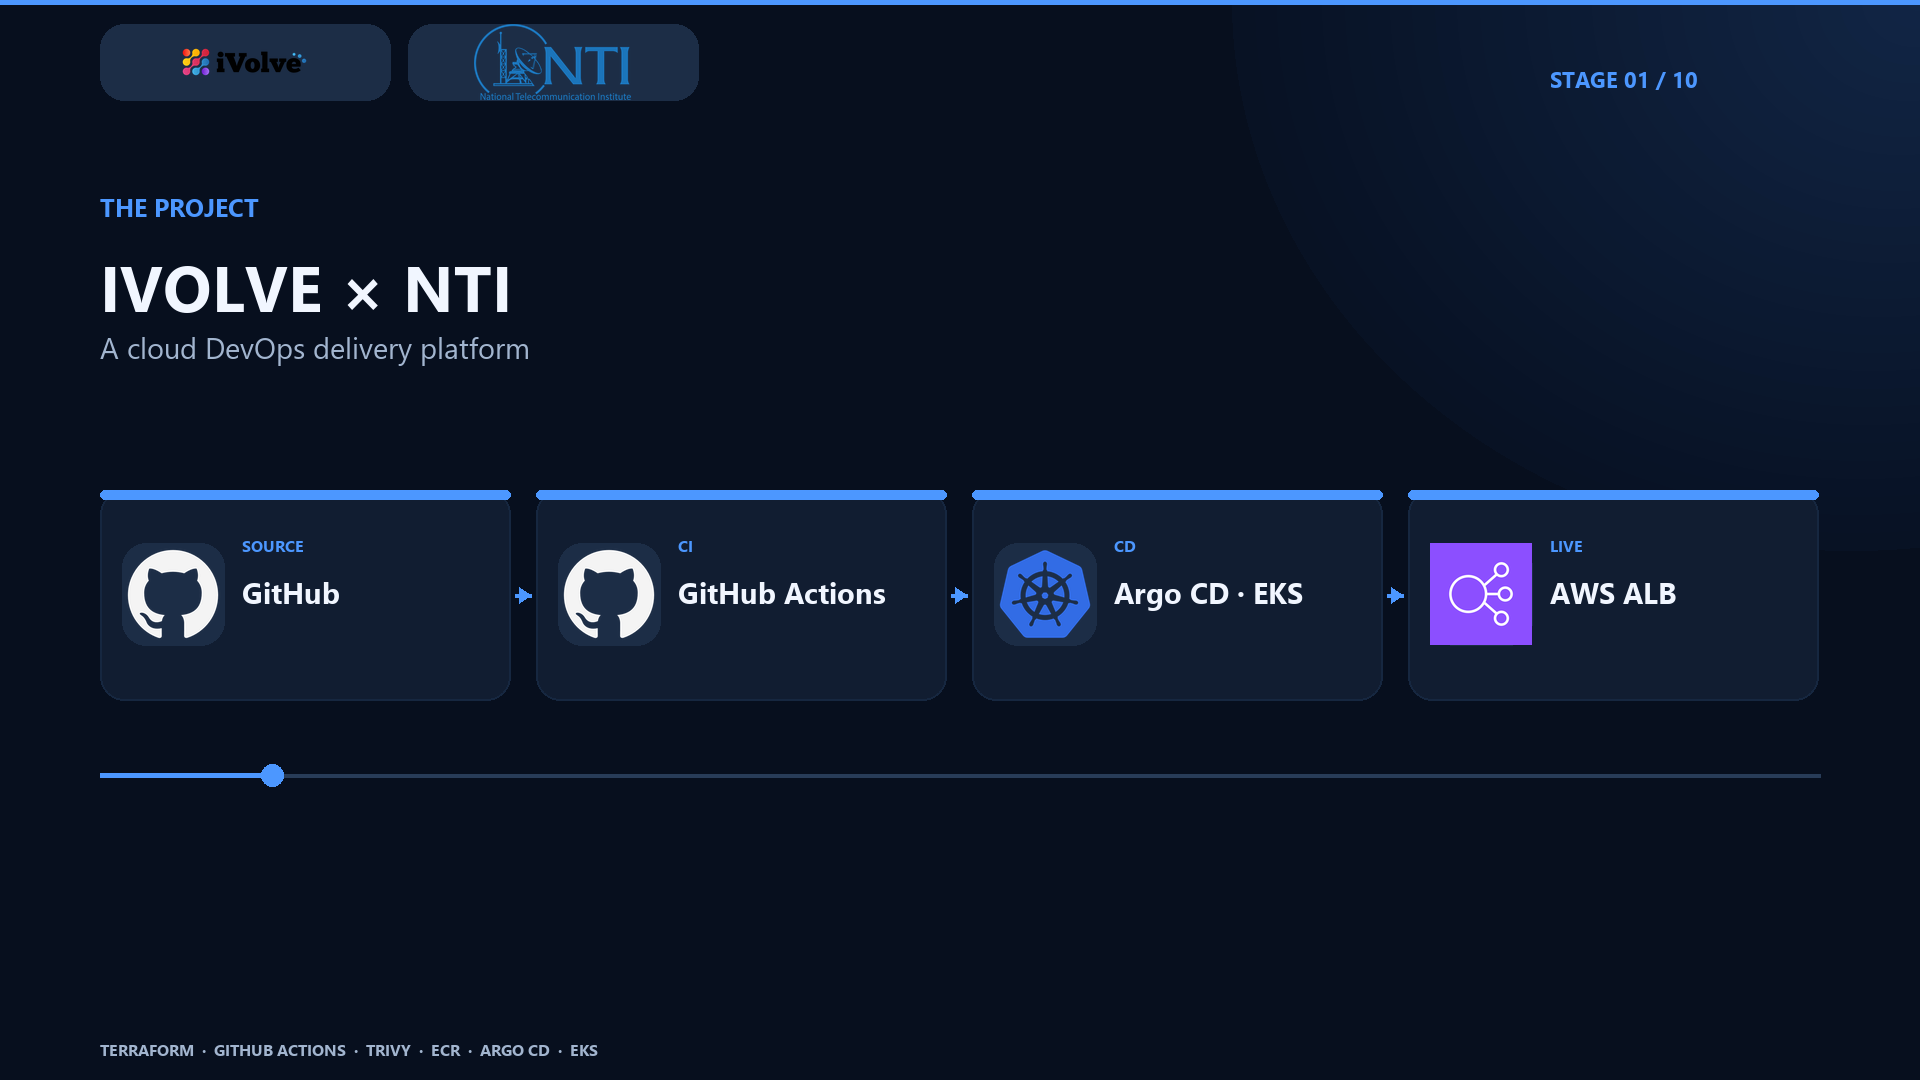 iVolve
NTI
National Telecommunication Institute
STAGE 01 / 10
THE PROJECT
IVOLVE × NTI
A cloud DevOps delivery platform
SOURCE
GitHub
CI
GitHub Actions
CD
Argo CD · EKS
LIVE
AWS ALB
TERRAFORM · GITHUB ACTIONS · TRIVY · ECR · ARGO CD · EKS